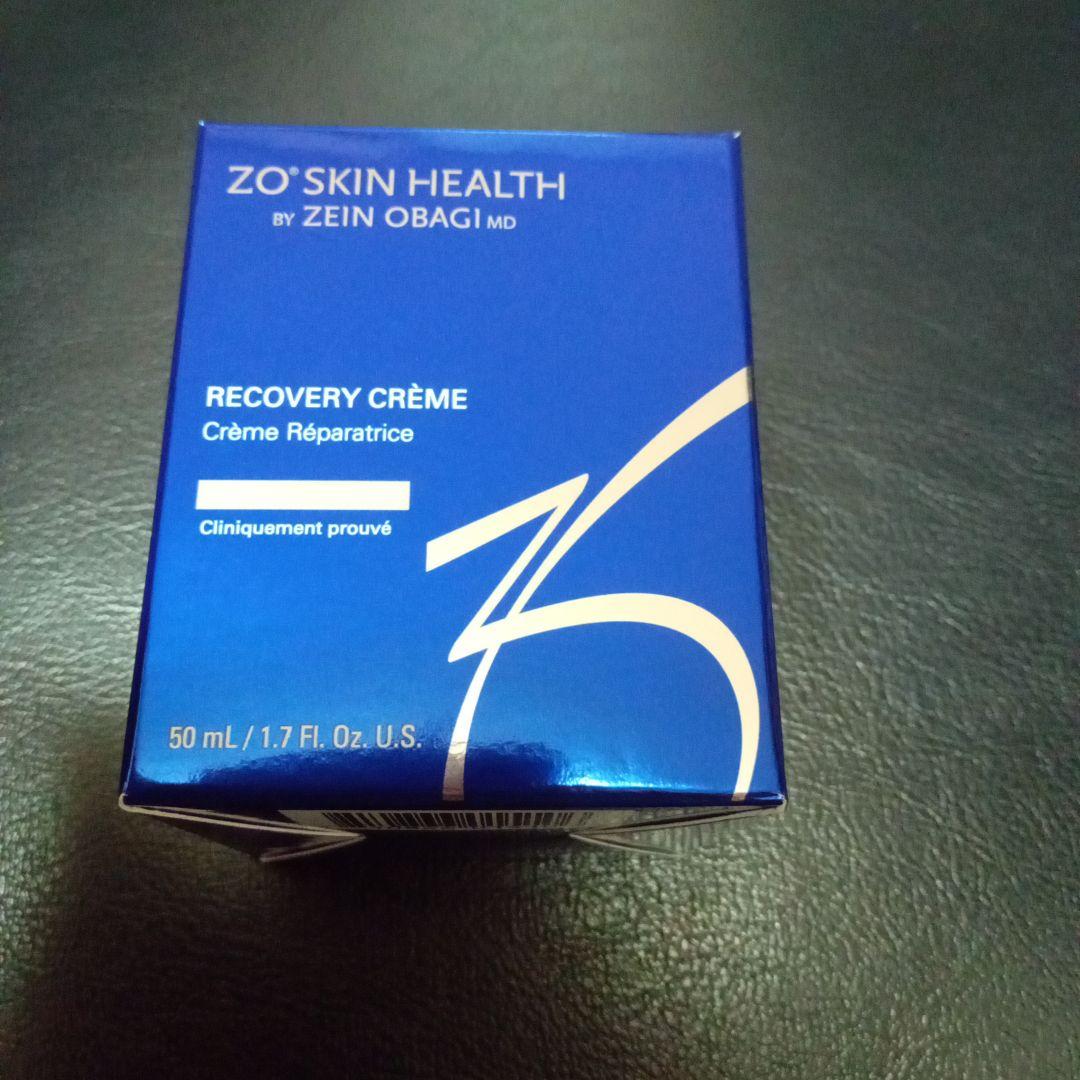 ZO® SKIN HEALTH
BY ZEIN OBAGI MD
RECOVERY CRÈME
Crème Réparatrice
Cliniquement prouvé
50 mL / 1.7 Fl. Oz. U.S.